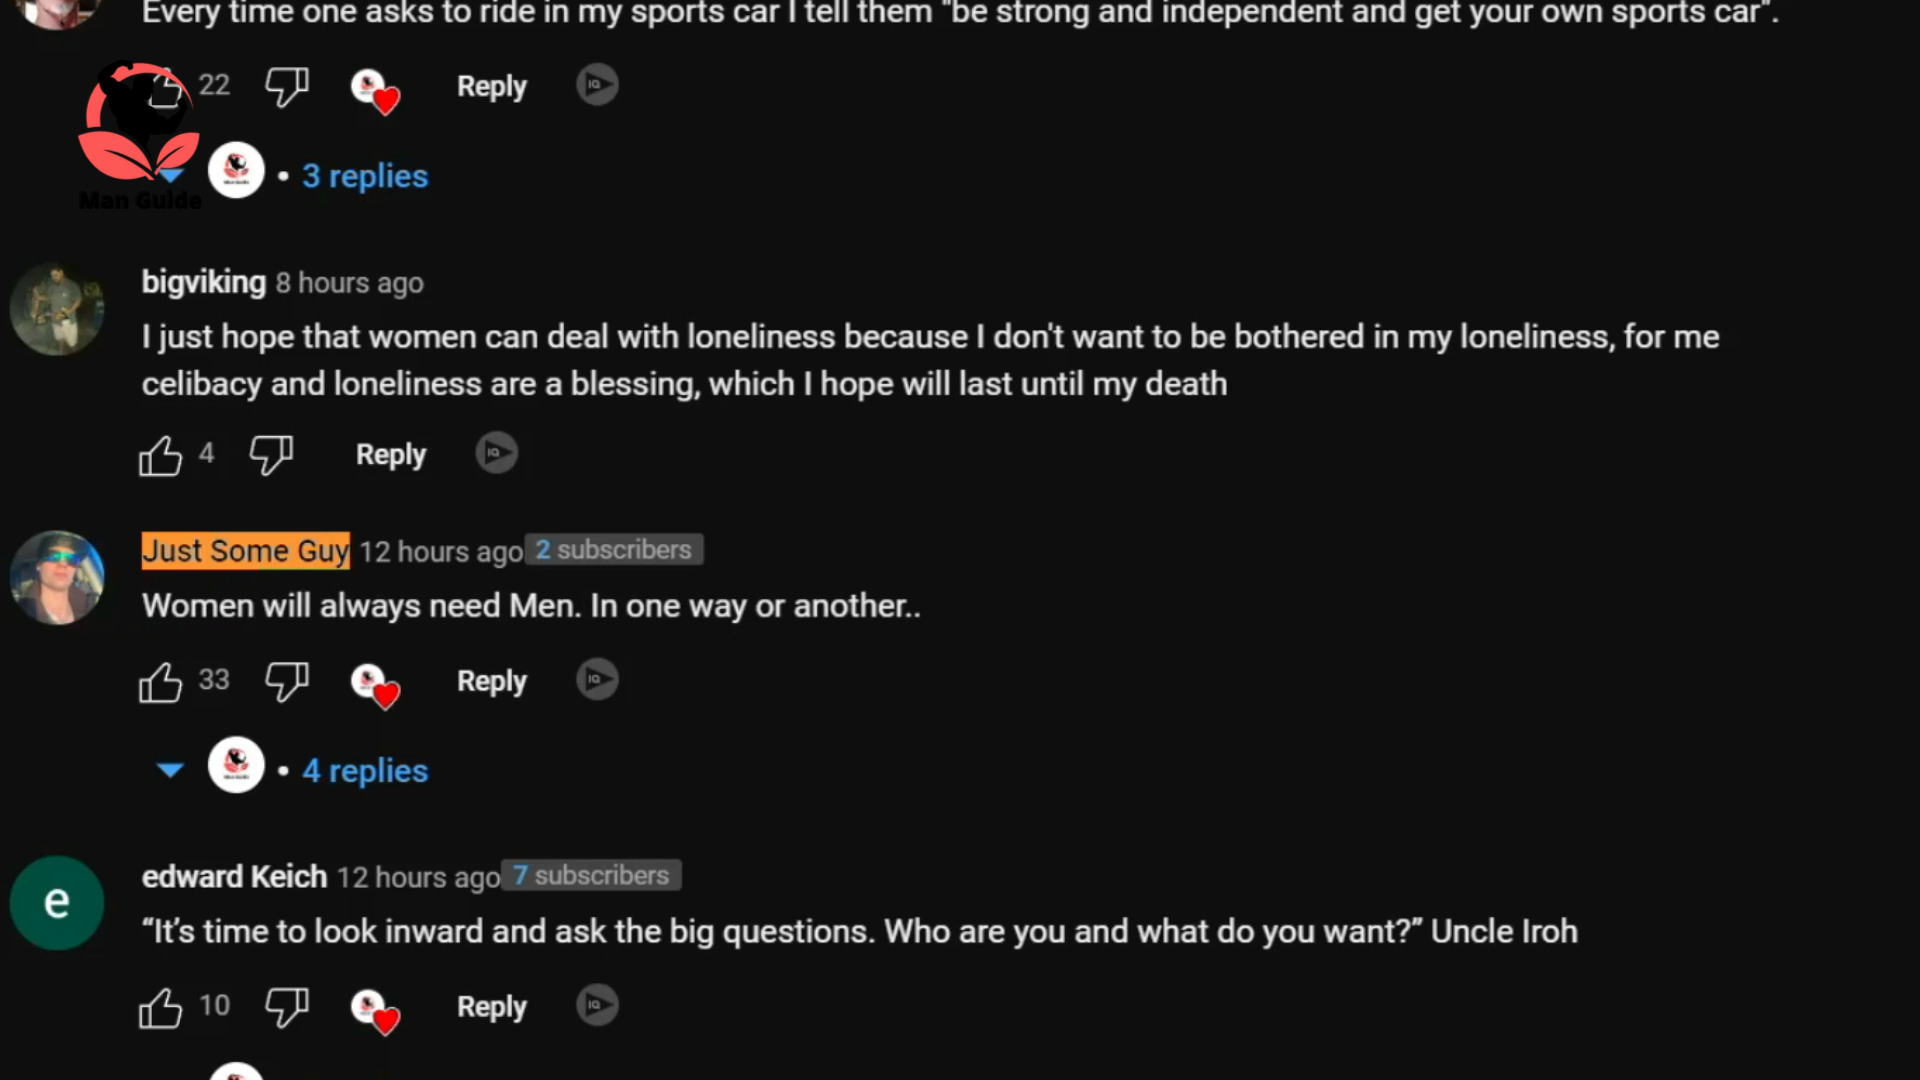 Every time one asks to ride in my sports car I tell them "be strong and independent and get your own sports car".
22
Reply
3 replies
Man Guide
bigviking 8 hours ago
I just hope that women can deal with loneliness because I don't want to be bothered in my loneliness, for me
celibacy and loneliness are a blessing, which I hope will last until my death
4
Reply
Just Some Guy 12 hours ago 2 subscribers
Women will always need Men. In one way or another..
33
Reply
4 replies
e
edward Keich 12 hours ago 7 subscribers
“It’s time to look inward and ask the big questions. Who are you and what do you want?” Uncle Iroh
10
Reply